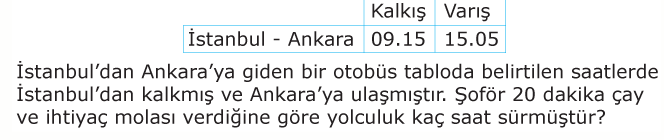 Kalkış Varış
İstanbul - Ankara 09.15 15.05
İstanbul’dan Ankara’ya giden bir otobüs tabloda belirtilen saatlerde
İstanbul’dan kalkmış ve Ankara’ya ulaşmıştır. Şoför 20 dakika çay
ve ihtiyaç molası verdiğine göre yolculuk kaç saat sürmüştür?